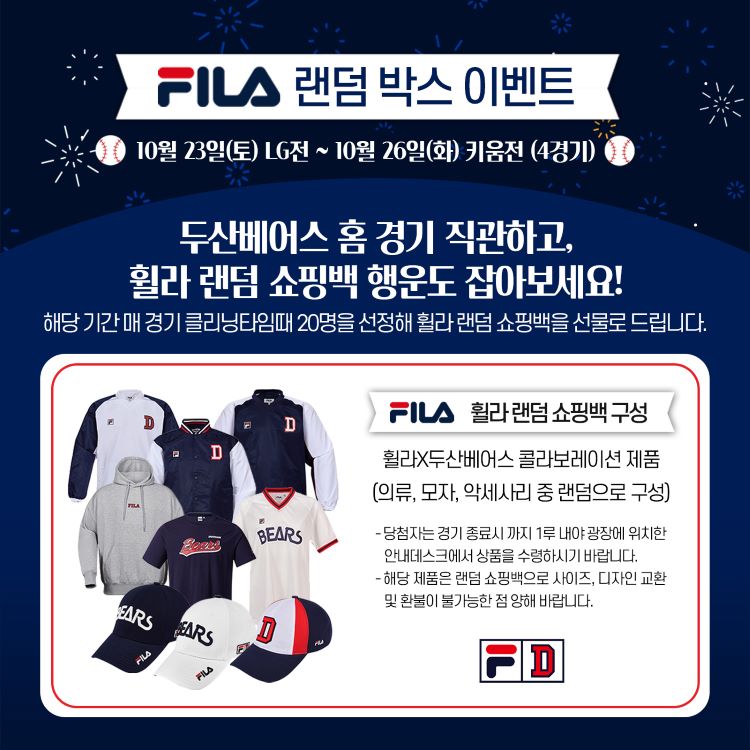 FILA 랜덤 박스 이벤트
10월 23일(토) LG전 ~ 10월 26일(화) 키움전 (4경기)
두산베어스 홈 경기 직관하고,
휠라 랜덤 쇼핑백 행운도 잡아보세요!
해당 기간 매 경기 클리닝타임때 20명을 선정해 휠라 랜덤 쇼핑백을 선물로 드립니다.
D
D
D
FILA
Bears
BEARS
BEARS
FILA
BEARS
FILA
D
FILA
FILA 휠라 랜덤 쇼핑백 구성
휠라X두산베어스 콜라보레이션 제품
(의류, 모자, 악세사리 중 랜덤으로 구성)
- 당첨자는 경기 종료시 까지 1루 내야 광장에 위치한
안내데스크에서 상품을 수령하시기 바랍니다.
- 해당 제품은 랜덤 쇼핑백으로 사이즈, 디자인 교환
및 환불이 불가능한 점 양해 바랍니다.
F D